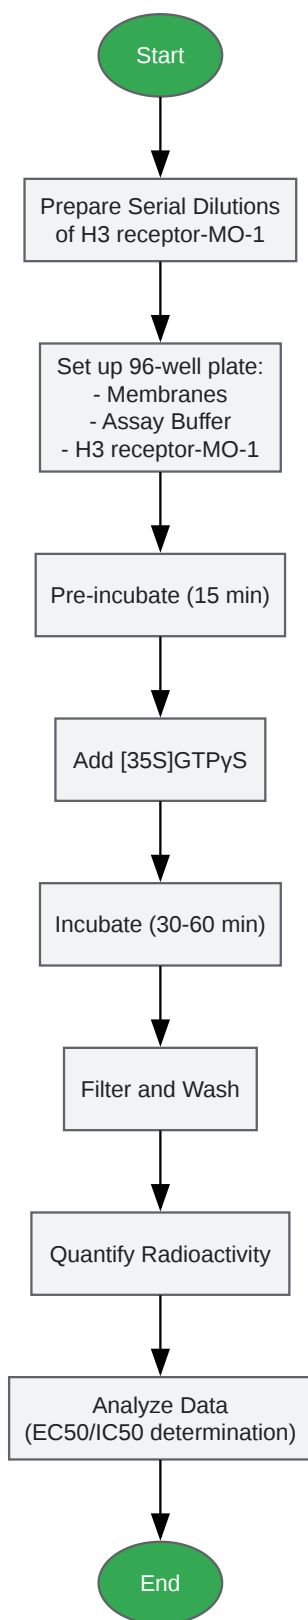 Start
Prepare Serial Dilutions
of H3 receptor-MO-1
Set up 96-well plate:
- Membranes
- Assay Buffer
- H3 receptor-MO-1
Pre-incubate (15 min)
Add [35S]GTPγS
Incubate (30-60 min)
Filter and Wash
Quantify Radioactivity
Analyze Data
(EC50/IC50 determination)
End